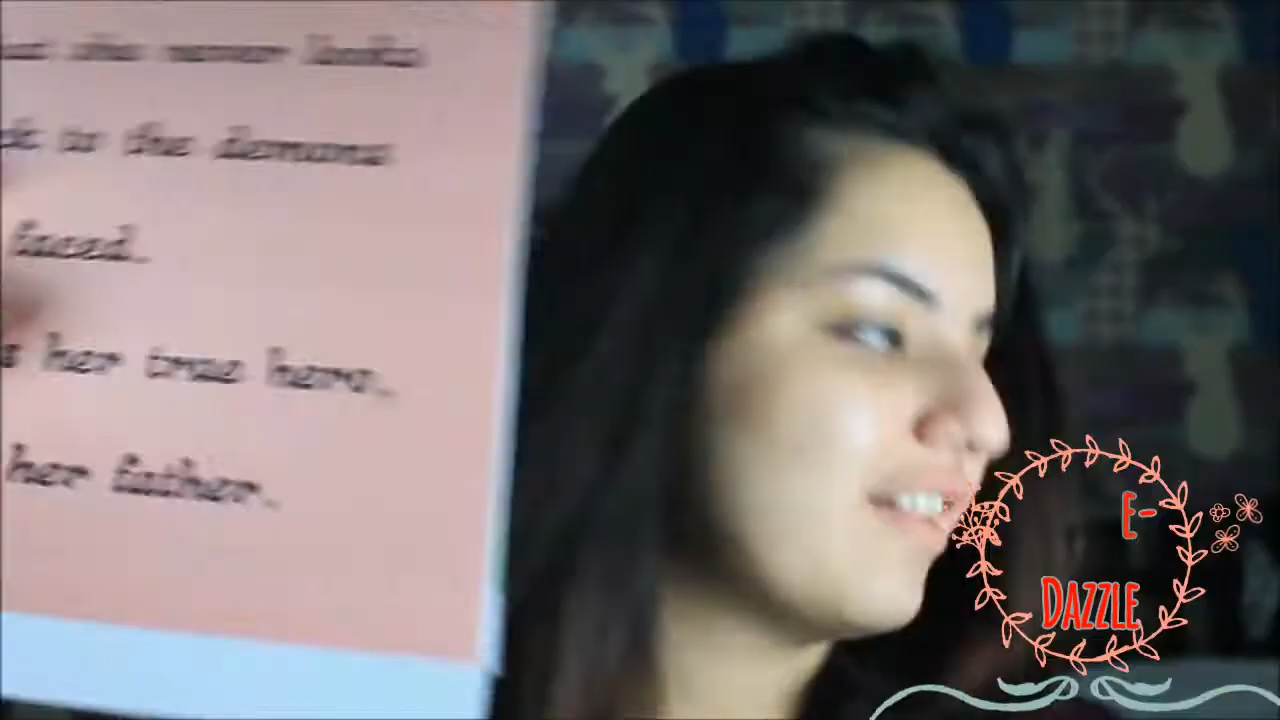 she never looks
to the demons
faced.
her true hero.
her father.
E-
DAZZLE